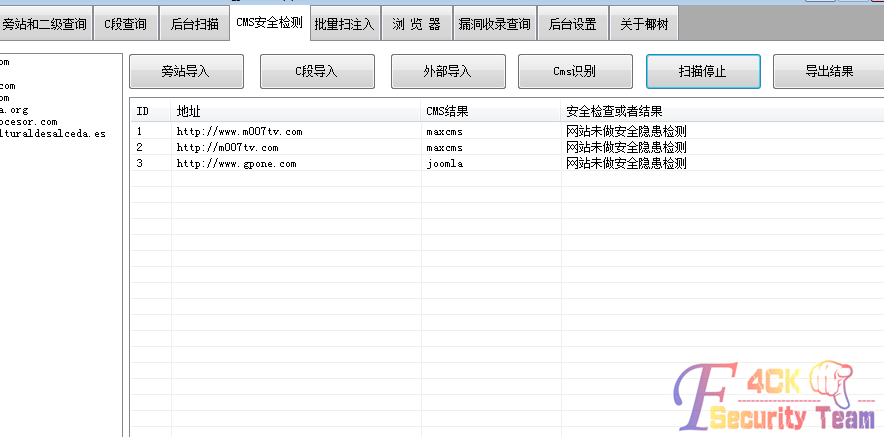 旁站和二级查询 C段查询 后台扫描 CMS安全检测 批量扫注入 浏 览 器 漏洞收录查询 后台设置 关于椰树
旁站导入 C段导入 外部导入 Cms识别 扫描停止 导出结果
om
com
om
a.org
ocesor.com
lturaldesalceda.es
ID 地址 CMS结果 安全检查或者结果
1 http://www.m007tv.com maxcms 网站未做安全隐患检测
2 http://m007tv.com maxcms 网站未做安全隐患检测
3 http://www.gpone.com joomla 网站未做安全隐患检测
F4CK
Security Team